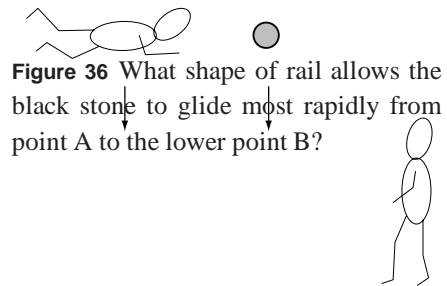 Figure 36 What shape of rail allows the
black stone to glide most rapidly from
point A to the lower point B?